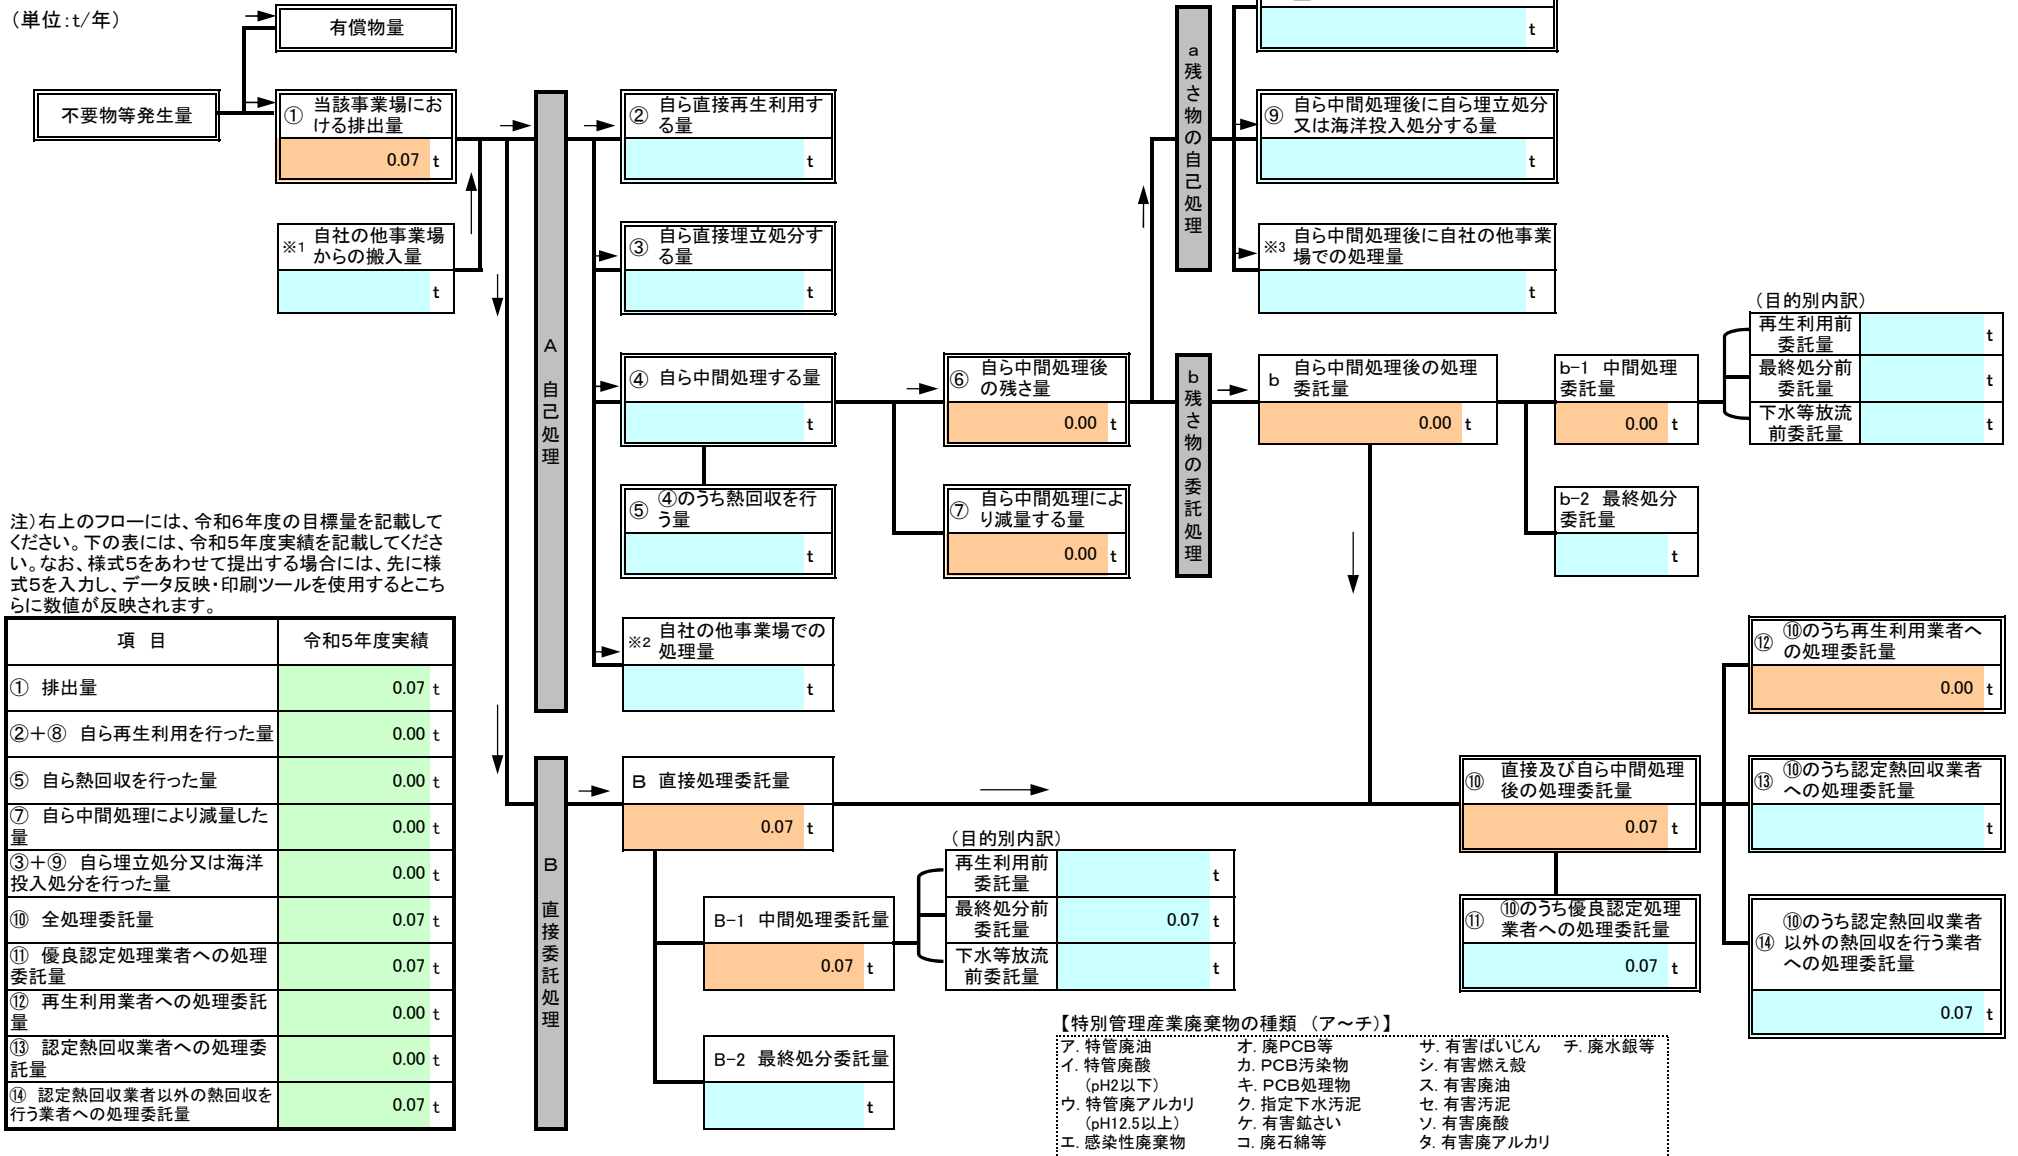 （単位：t/年）
有償物量
不要物等発生量
① 当該事業場にお
ける排出量
0.07 t
※1 自社の他事業場
からの搬入量
t
A 自己処理
② 自ら直接再生利用す
る量
t
③ 自ら直接埋立処分す
る量
t
④ 自ら中間処理する量
t
⑤ ④のうち熱回収を行
う量
t
※2 自社の他事業場での
処理量
t
⑥ 自ら中間処理後
の残さ量
0.00 t
⑦ 自ら中間処理によ
り減量する量
0.00 t
a 残さ物の自己処理
t
⑨ 自ら中間処理後に自ら埋立処分
又は海洋投入処分する量
t
※3 自ら中間処理後に自社の他事業
場での処理量
t
b 残さ物の委託処理
b 自ら中間処理後の処理
委託量
0.00 t
b-1 中間処理
委託量
0.00 t
（目的別内訳）
再生利用前
委託量 t
最終処分前
委託量 t
下水等放流
前委託量 t
b-2 最終処分
委託量
t
注）右上のフローには、令和6年度の目標量を記載して
ください。下の表には、令和5年度実績を記載してくださ
い。なお、様式5をあわせて提出する場合には、先に様
式5を入力し、データ反映・印刷ツールを使用するとこち
らに数値が反映されます。
項 目 令和5年度実績
① 排出量 0.07 t
②＋⑧ 自ら再生利用を行った量 0.00 t
⑤ 自ら熱回収を行った量 0.00 t
⑦ 自ら中間処理により減量した
量 0.00 t
③＋⑨ 自ら埋立処分又は海洋
投入処分を行った量 0.00 t
⑩ 全処理委託量 0.07 t
⑪ 優良認定処理業者への処理
委託量 0.07 t
⑫ 再生利用業者への処理委託
量 0.00 t
⑬ 認定熱回収業者への処理委
託量 0.00 t
⑭ 認定熱回収業者以外の熱回収を
行う業者への処理委託量 0.07 t
B 直接委託処理
B 直接処理委託量
0.07 t
B-1 中間処理委託量
0.07 t
（目的別内訳）
再生利用前
委託量 t
最終処分前
委託量 0.07 t
下水等放流
前委託量 t
B-2 最終処分委託量
t
⑩ 直接及び自ら中間処理
後の処理委託量
0.07 t
⑪ ⑩のうち優良認定処理
業者への処理委託量
0.07 t
⑫ ⑩のうち再生利用業者へ
の処理委託量
0.00 t
⑬ ⑩のうち認定熱回収業者
への処理委託量
t
⑭ ⑩のうち認定熱回収業者
以外の熱回収を行う業者
への処理委託量
0.07 t
【特別管理産業廃棄物の種類 （ア～チ）】
ア. 特管廃油 オ. 廃PCB等 サ. 有害ばいじん チ. 廃水銀等
イ. 特管廃酸 カ. PCB汚染物 シ. 有害燃え殻
（pH2以下） キ. PCB処理物 ス. 有害廃油
ウ. 特管廃アルカリ ク. 指定下水汚泥 セ. 有害汚泥
（pH12.5以上） ケ. 有害鉱さい ソ. 有害廃酸
エ. 感染性廃棄物 コ. 廃石綿等 タ. 有害廃アルカリ